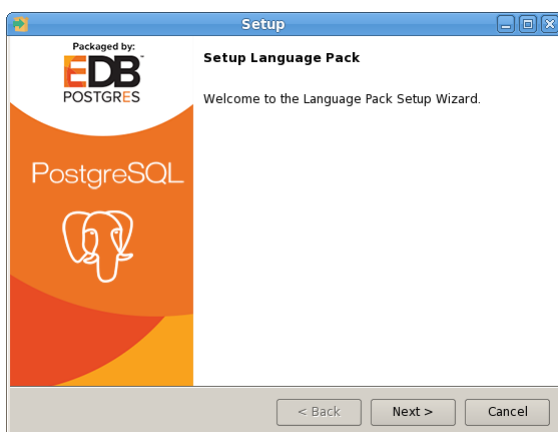 Setup
Packaged by:
EDB
POSTGRES
PostgreSQL
Setup Language Pack
Welcome to the Language Pack Setup Wizard.
< Back
Next >
Cancel